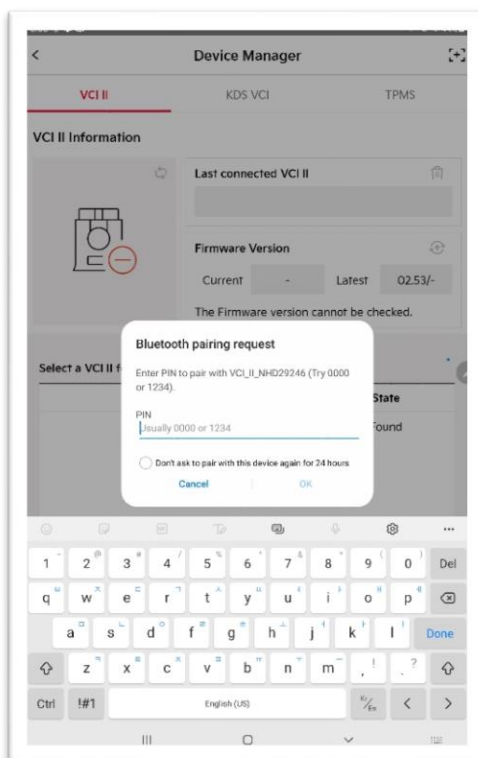 Device Manager
VCI II
KDS VCI
TPMS
VCI II Information
Last connected VCI II
Firmware Version
Current
-
Latest
02.53/-
The Firmware version cannot be checked.
Select a VCI II f
State
Found
Bluetooth pairing request
Enter PIN to pair with VCI_II_NHD29246 (Try 0000
or 1234).
PIN
Usually 0000 or 1234
Don't ask to pair with this device again for 24 hours
Cancel
OK
1 2 3 4 5 6 7 8 9 0 Del
q w e r t y u i o p
a s d f g h j k l Done
z x c v b n m , ! . ?
Ctrl !#1 English (US) < >